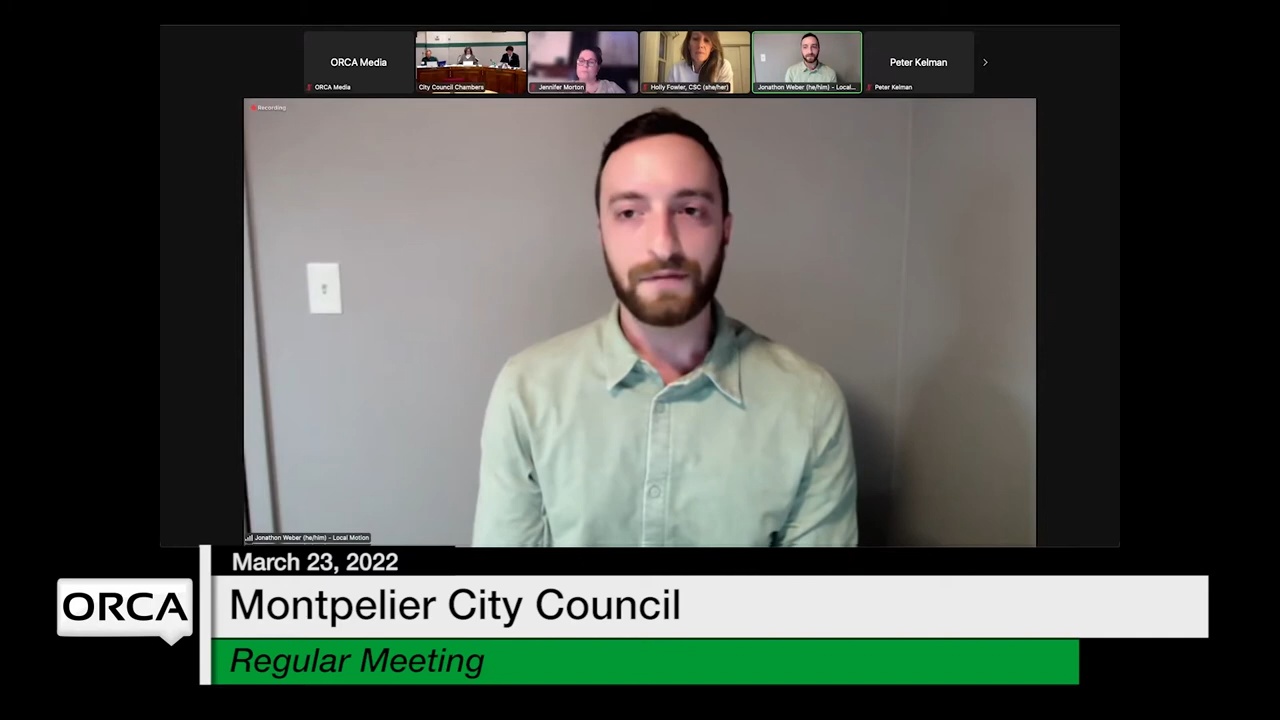 ORCA Media
Peter Kelman
ORCA Media
City Council Chambers
Jennifer Morton
Holly Fowler, CSC (she/her)
Jonathon Weber (he/him) - Local...
Peter Kelman
Recording
Jonathon Weber (he/him) - Local Motion
March 23, 2022
ORCA
Montpelier City Council
Regular Meeting